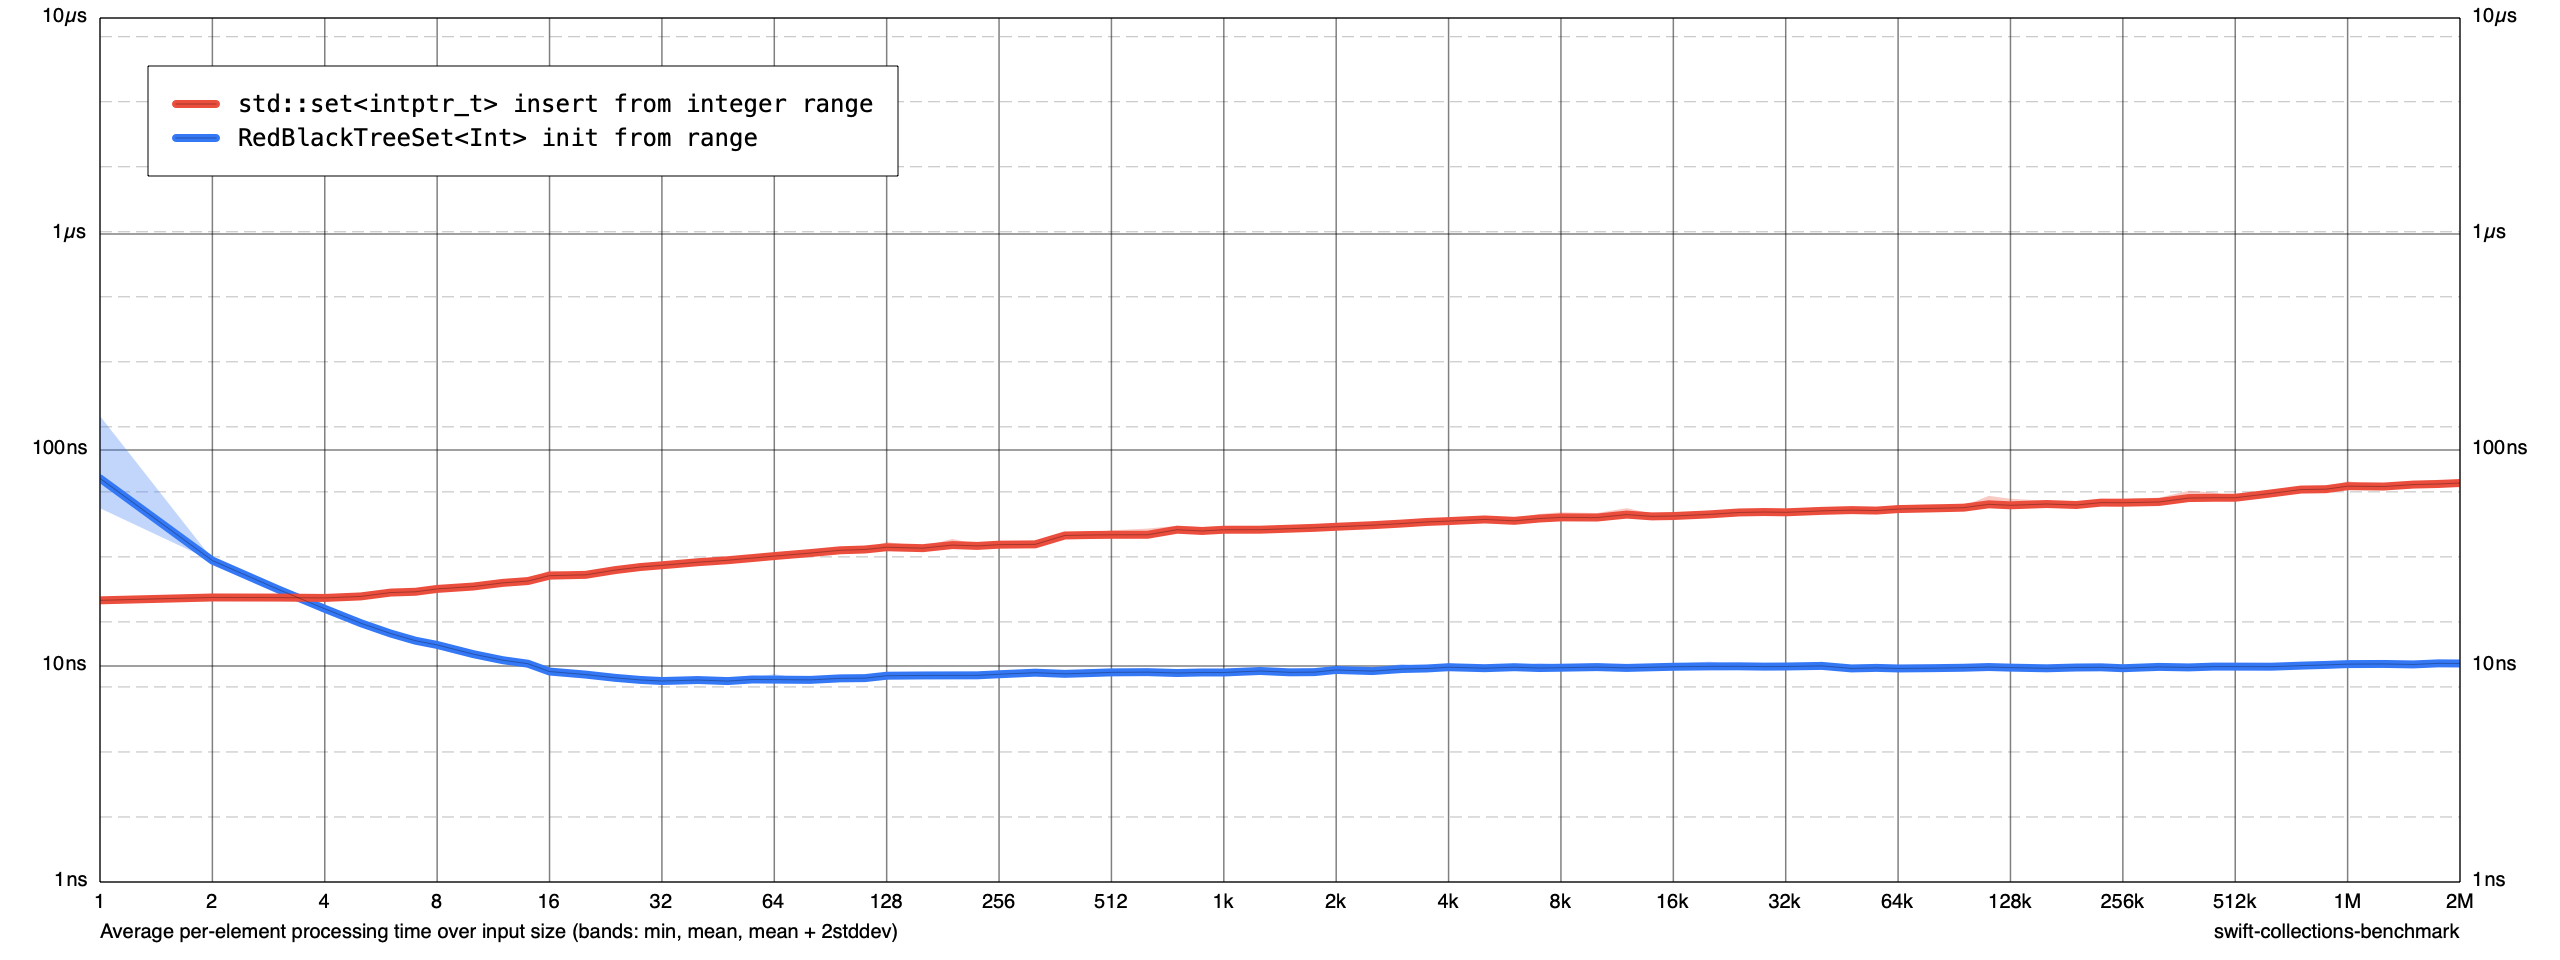 10µs 10µs
std::set<intptr_t> insert from integer range
RedBlackTreeSet<Int> init from range
1µs 1µs
100ns 100ns
10ns 10ns
1ns 1ns
1 2 4 8 16 32 64 128 256 512 1k 2k 4k 8k 16k 32k 64k 128k 256k 512k 1M 2M
Average per-element processing time over input size (bands: min, mean, mean + 2stddev) swift-collections-benchmark